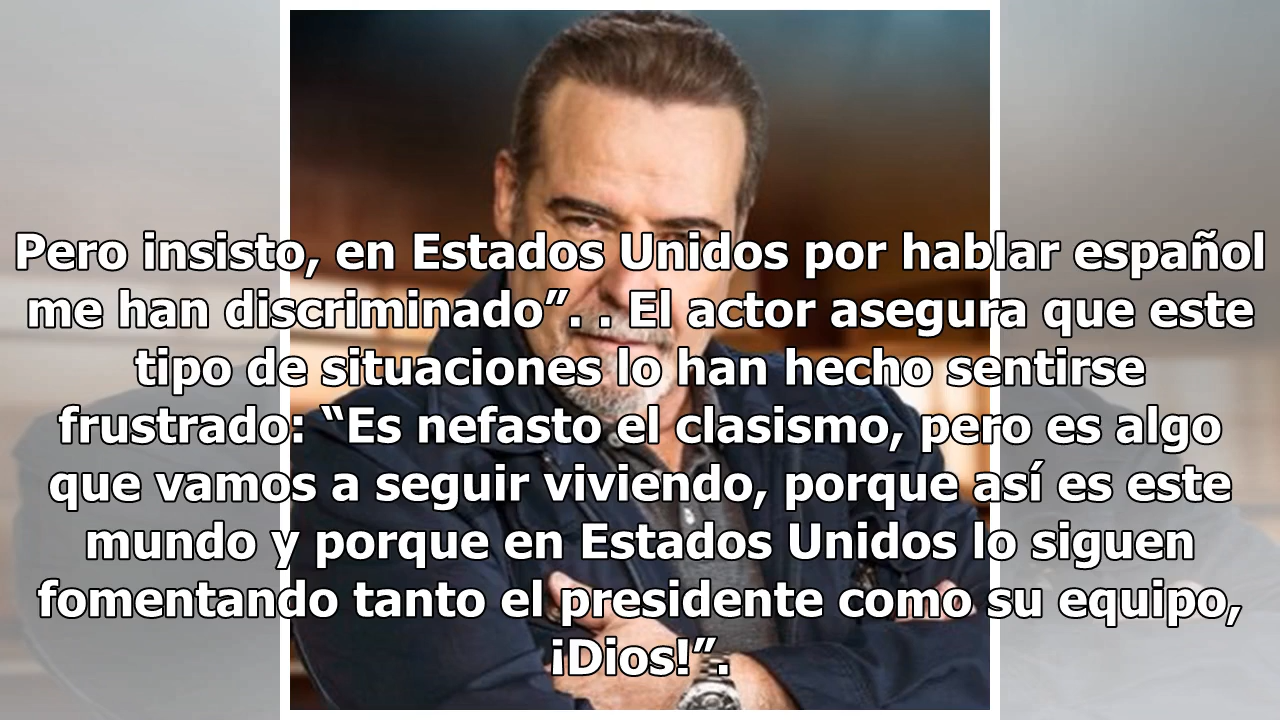 Pero insisto, en Estados Unidos por hablar español
me han discriminado”. . El actor asegura que este
tipo de situaciones lo han hecho sentirse
frustrado: “Es nefasto el clasismo, pero es algo
que vamos a seguir viviendo, porque así es este
mundo y porque en Estados Unidos lo siguen
fomentando tanto el presidente como su equipo,
¡Dios!”.